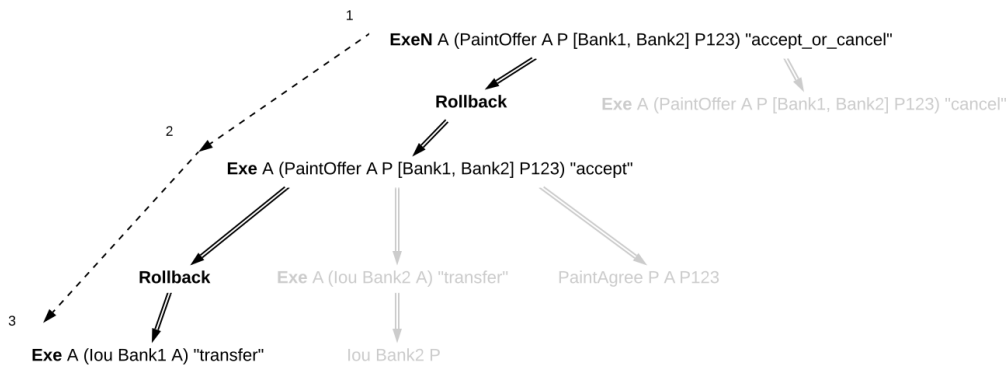 1
ExeN A (PaintOffer A P [Bank1, Bank2] P123) "accept_or_cancel"
Rollback
Exe A (PaintOffer A P [Bank1, Bank2] P123) "cancel"
2
Exe A (PaintOffer A P [Bank1, Bank2] P123) "accept"
Rollback
Exe A (Iou Bank2 A) "transfer"
PaintAgree P A P123
3
Exe A (Iou Bank1 A) "transfer"
Iou Bank2 P